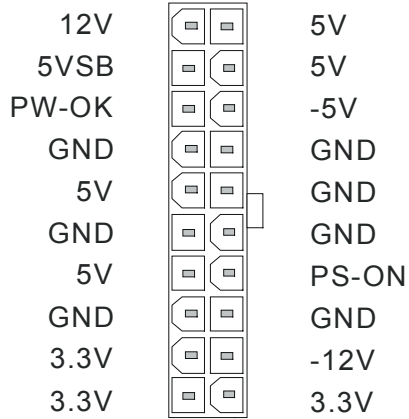 12V 5V
5VSB 5V
PW-OK -5V
GND GND
5V GND
GND GND
5V PS-ON
GND GND
3.3V -12V
3.3V 3.3V